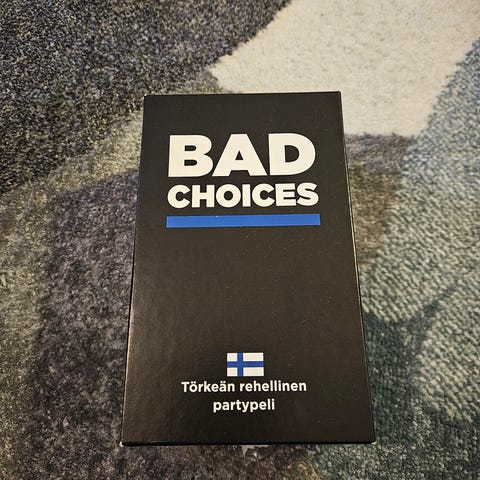 BAD
CHOICES
Törkeän rehellinen
partypeli